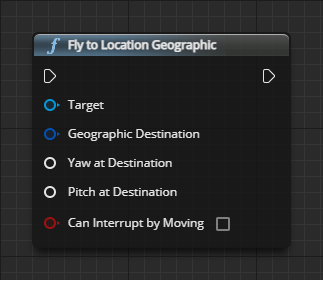 f Fly to Location Geographic
Target
Geographic Destination
Yaw at Destination
Pitch at Destination
Can Interrupt by Moving